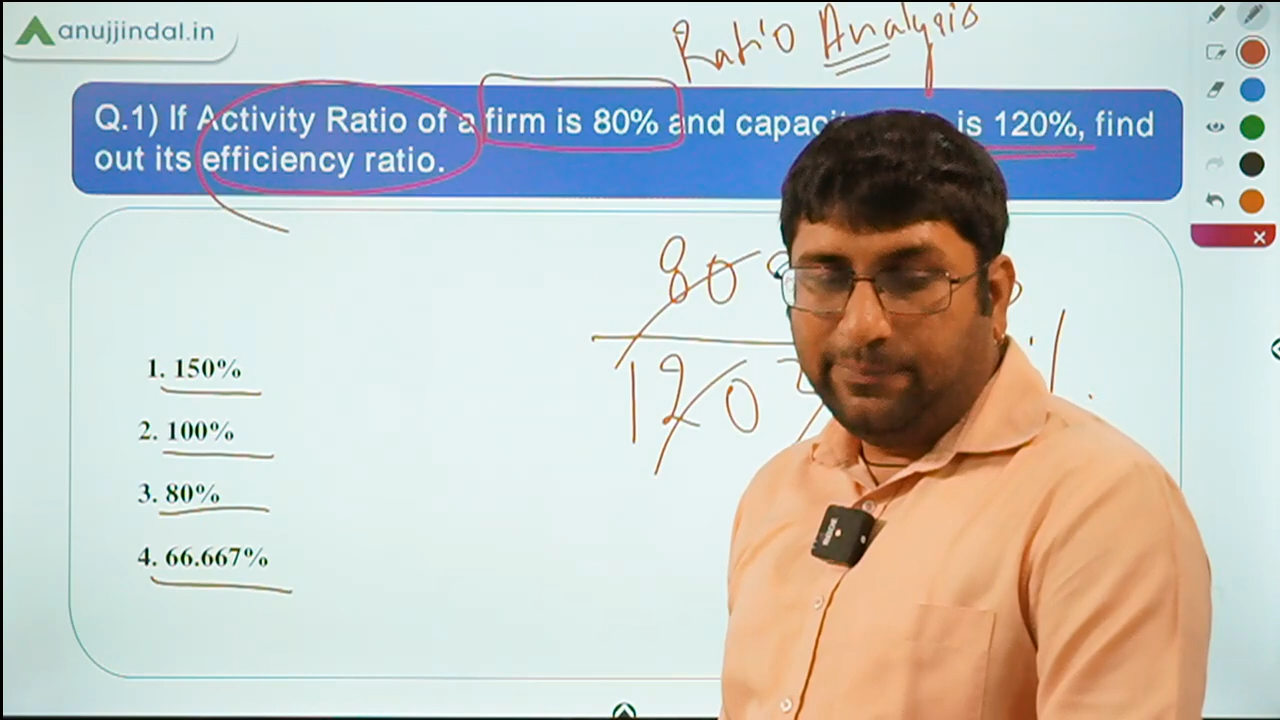 anujjindal.in
Ratio Analysis
Q.1) If Activity Ratio of a firm is 80% and is 120%, find
out its efficiency ratio.
80
120
%
1. 150%
2. 100%
3. 80%
4. 66.667%